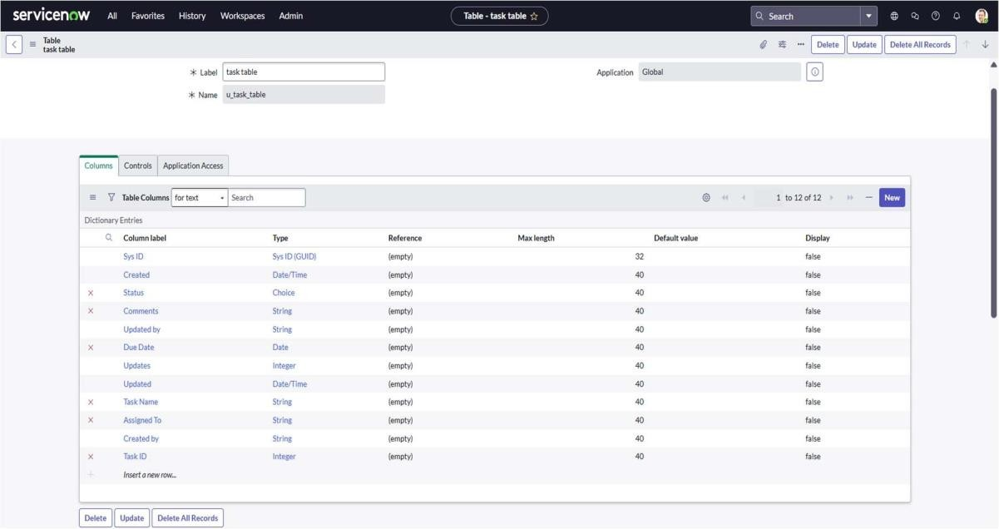 servicenow All Favorites History Workspaces Admin Table - task table Search
Table
task table Delete Update Delete All Records
Label task table Application Global
Name u_task_table
Columns Controls Application Access
Table Columns for text Search 1 to 12 of 12 New
Dictionary Entries
Column label Type Reference Max length Default value Display
Sys ID Sys ID (GUID) (empty) 32 false
Created Date/Time (empty) 40 false
Status Choice (empty) 40 false
Comments String (empty) 40 false
Updated by String (empty) 40 false
Due Date Date (empty) 40 false
Updates Integer (empty) 40 false
Updated Date/Time (empty) 40 false
Task Name String (empty) 40 false
Assigned To String (empty) 40 false
Created by String (empty) 40 false
Task ID Integer (empty) 40 false
Insert a new row...
Delete Update Delete All Records